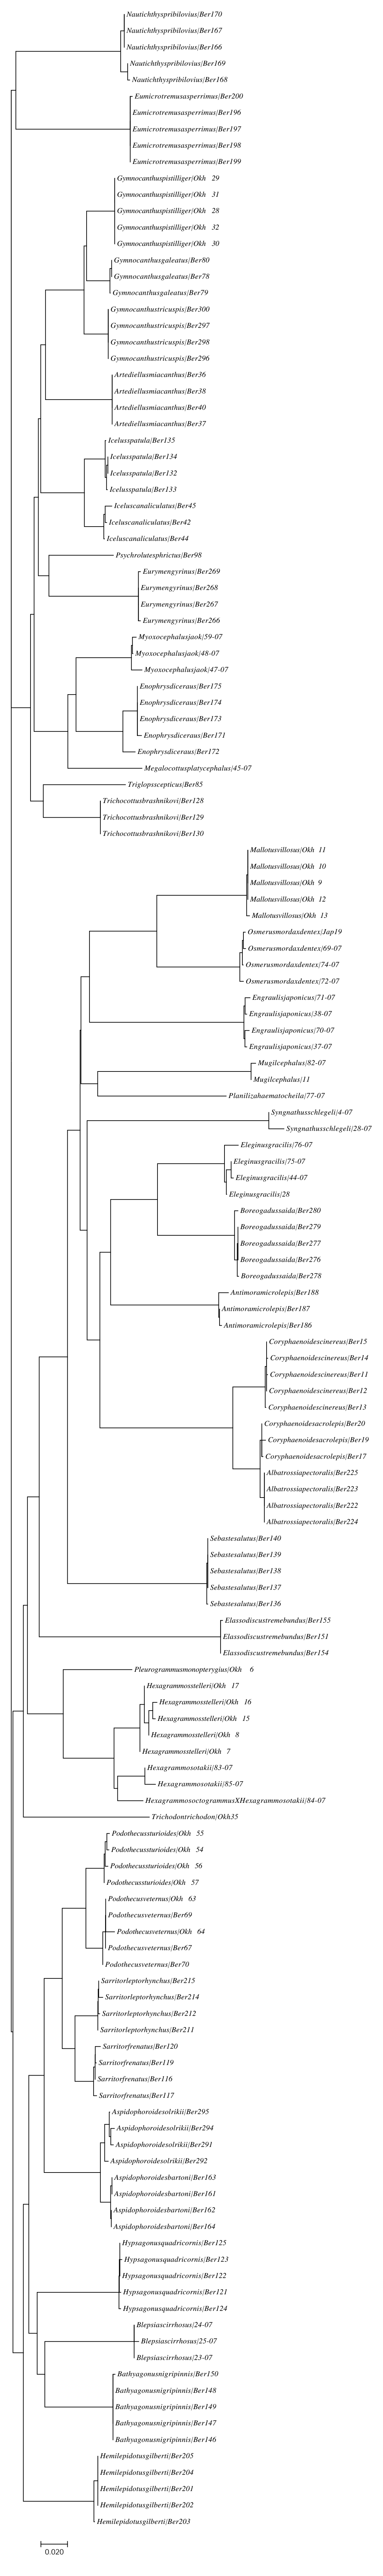 Nautichthyspribilovius/Ber170
Nautichthyspribilovius/Ber167
Nautichthyspribilovius/Ber166
Nautichthyspribilovius/Ber169
Nautichthyspribilovius/Ber168
Eumicrotremusasperrimus/Ber200
Eumicrotremusasperrimus/Ber196
Eumicrotremusasperrimus/Ber197
Eumicrotremusasperrimus/Ber198
Eumicrotremusasperrimus/Ber199
Gymnocanthuspistilliger/Okh 29
Gymnocanthuspistilliger/Okh 31
Gymnocanthuspistilliger/Okh 28
Gymnocanthuspistilliger/Okh 32
Gymnocanthuspistilliger/Okh 30
Gymnocanthusgaleatus/Ber80
Gymnocanthusgaleatus/Ber78
Gymnocanthusgaleatus/Ber79
Gymnocanthustricuspis/Ber300
Gymnocanthustricuspis/Ber297
Gymnocanthustricuspis/Ber298
Gymnocanthustricuspis/Ber296
Artediellusmiacanthus/Ber36
Artediellusmiacanthus/Ber38
Artediellusmiacanthus/Ber40
Artediellusmiacanthus/Ber37
Icelusspatula/Ber135
Icelusspatula/Ber134
Icelusspatula/Ber132
Icelusspatula/Ber133
Iceluscanaliculatus/Ber45
Iceluscanaliculatus/Ber42
Iceluscanaliculatus/Ber44
Psychrolutesphrictus/Ber98
Eurymengyrinus/Ber269
Eurymengyrinus/Ber268
Eurymengyrinus/Ber267
Eurymengyrinus/Ber266
Myoxocephalusjaok/59-07
Myoxocephalusjaok/48-07
Myoxocephalusjaok/47-07
Enophrysdiceraus/Ber175
Enophrysdiceraus/Ber174
Enophrysdiceraus/Ber173
Enophrysdiceraus/Ber171
Enophrysdiceraus/Ber172
Megalocottusplatycephalus/45-07
Triglopsscepticus/Ber85
Trichocottusbrashnikovi/Ber128
Trichocottusbrashnikovi/Ber129
Trichocottusbrashnikovi/Ber130
Mallotusvillosus/Okh 11
Mallotusvillosus/Okh 10
Mallotusvillosus/Okh 9
Mallotusvillosus/Okh 12
Mallotusvillosus/Okh 13
Osmerusmordaxdentex/Jap19
Osmerusmordaxdentex/69-07
Osmerusmordaxdentex/74-07
Osmerusmordaxdentex/72-07
Engraulisjaponicus/71-07
Engraulisjaponicus/38-07
Engraulisjaponicus/70-07
Engraulisjaponicus/37-07
Mugilcephalus/82-07
Mugilcephalus/11
Planilizahaematocheila/77-07
Syngnathusschlegeli/4-07
Syngnathusschlegeli/28-07
Eleginusgracilis/76-07
Eleginusgracilis/75-07
Eleginusgracilis/44-07
Eleginusgracilis/28
Boreogadussaida/Ber280
Boreogadussaida/Ber279
Boreogadussaida/Ber277
Boreogadussaida/Ber276
Boreogadussaida/Ber278
Antimoramicrolepis/Ber188
Antimoramicrolepis/Ber187
Antimoramicrolepis/Ber186
Coryphaenoidescinereus/Ber15
Coryphaenoidescinereus/Ber14
Coryphaenoidescinereus/Ber11
Coryphaenoidescinereus/Ber12
Coryphaenoidescinereus/Ber13
Coryphaenoidesacrolepis/Ber20
Coryphaenoidesacrolepis/Ber19
Coryphaenoidesacrolepis/Ber17
Albatrossiapectoralis/Ber225
Albatrossiapectoralis/Ber223
Albatrossiapectoralis/Ber222
Albatrossiapectoralis/Ber224
Sebastesalutus/Ber140
Sebastesalutus/Ber139
Sebastesalutus/Ber138
Sebastesalutus/Ber137
Sebastesalutus/Ber136
Elassodiscustremebundus/Ber155
Elassodiscustremebundus/Ber151
Elassodiscustremebundus/Ber154
Pleurogrammusmonopterygius/Okh 6
Hexagrammosstelleri/Okh 17
Hexagrammosstelleri/Okh 16
Hexagrammosstelleri/Okh 15
Hexagrammosstelleri/Okh 8
Hexagrammosstelleri/Okh 7
Hexagrammosotakii/83-07
Hexagrammosotakii/85-07
HexagrammosoctogrammusXHexagrammosotakii/84-07
Trichodontrichodon/Okh35
Podothecussturioides/Okh 55
Podothecussturioides/Okh 54
Podothecussturioides/Okh 56
Podothecussturioides/Okh 57
Podothecusveternus/Okh 63
Podothecusveternus/Ber69
Podothecusveternus/Okh 64
Podothecusveternus/Ber67
Podothecusveternus/Ber70
Sarritorleptorhynchus/Ber215
Sarritorleptorhynchus/Ber214
Sarritorleptorhynchus/Ber212
Sarritorleptorhynchus/Ber211
Sarritorfrenatus/Ber120
Sarritorfrenatus/Ber119
Sarritorfrenatus/Ber116
Sarritorfrenatus/Ber117
Aspidophoroidesolrikii/Ber295
Aspidophoroidesolrikii/Ber294
Aspidophoroidesolrikii/Ber291
Aspidophoroidesolrikii/Ber292
Aspidophoroidesbartoni/Ber163
Aspidophoroidesbartoni/Ber161
Aspidophoroidesbartoni/Ber162
Aspidophoroidesbartoni/Ber164
Hypsagonusquadricornis/Ber125
Hypsagonusquadricornis/Ber123
Hypsagonusquadricornis/Ber122
Hypsagonusquadricornis/Ber121
Hypsagonusquadricornis/Ber124
Blepsiascirrhosus/24-07
Blepsiascirrhosus/25-07
Blepsiascirrhosus/23-07
Bathyagonusnigripinnis/Ber150
Bathyagonusnigripinnis/Ber148
Bathyagonusnigripinnis/Ber149
Bathyagonusnigripinnis/Ber147
Bathyagonusnigripinnis/Ber146
Hemilepidotusgilberti/Ber205
Hemilepidotusgilberti/Ber204
Hemilepidotusgilberti/Ber201
Hemilepidotusgilberti/Ber202
Hemilepidotusgilberti/Ber203
0.020